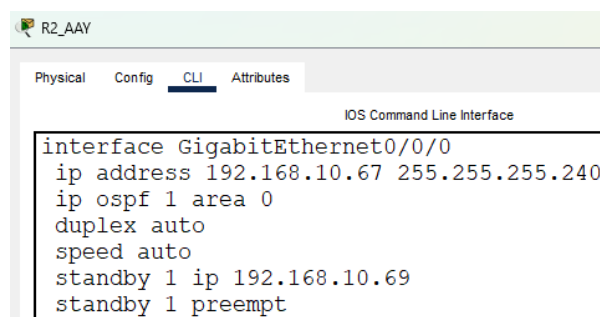 R2_AAY
Physical Config CLI Attributes
IOS Command Line Interface
interface GigabitEthernet0/0/0
ip address 192.168.10.67 255.255.255.240
ip ospf 1 area 0
duplex auto
speed auto
standby 1 ip 192.168.10.69
standby 1 preempt